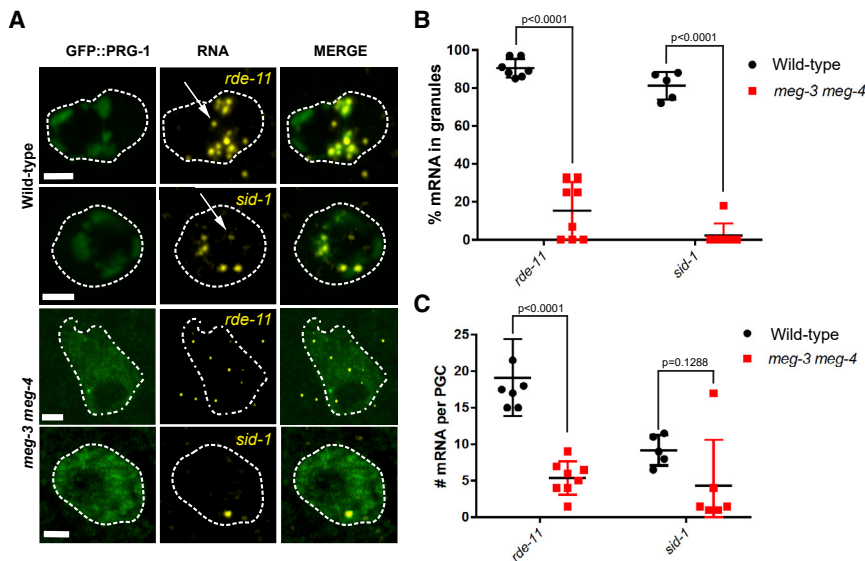 A
GFP::PRG-1 RNA MERGE
Wild-type
rde-11
sid-1
meg-3 meg-4
rde-11
sid-1
B
p<0.0001
p<0.0001
Wild-type
meg-3 meg-4
% mRNA in granules
100
80
60
40
20
0
rde-11
sid-1
C
p<0.0001
p=0.1288
Wild-type
meg-3 meg-4
# mRNA per PGC
25
20
15
10
5
0
rde-11
sid-1